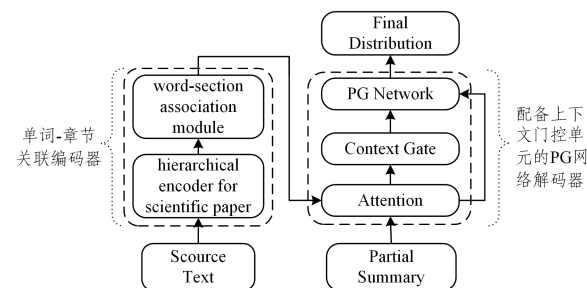 Final
Distribution
word-section
association
module
PG Network
单词-章节
关联编码器
Context Gate
配备上下
文门控单
元的PG网
络解码器
hierarchical
encoder for
scientific paper
Attention
Scource
Text
Partial
Summary